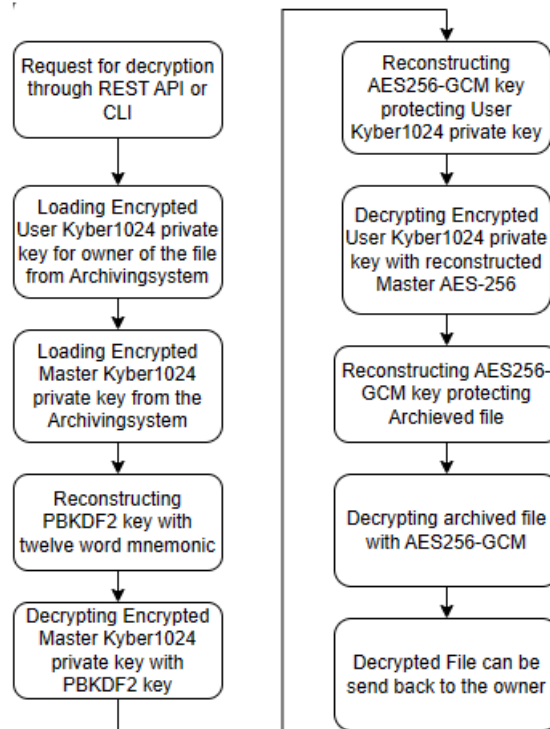 Request for decryption
through REST API or
CLI
Loading Encrypted
User Kyber1024 private
key for owner of the file
from Archivingsystem
Loading Encrypted
Master Kyber1024
private key from the
Archivingsystem
Reconstructing
PBKDF2 key with
twelve word mnemonic
Decrypting Encrypted
Master Kyber1024
private key with
PBKDF2 key
Reconstructing
AES256-GCM key
protecting User
Kyber1024 private key
Decrypting Encrypted
User Kyber1024 private
key with reconstructed
Master AES-256
Reconstructing AES256-
GCM key protecting
Archieved file
Decrypting archived file
with AES256-GCM
Decrypted File can be
send back to the owner